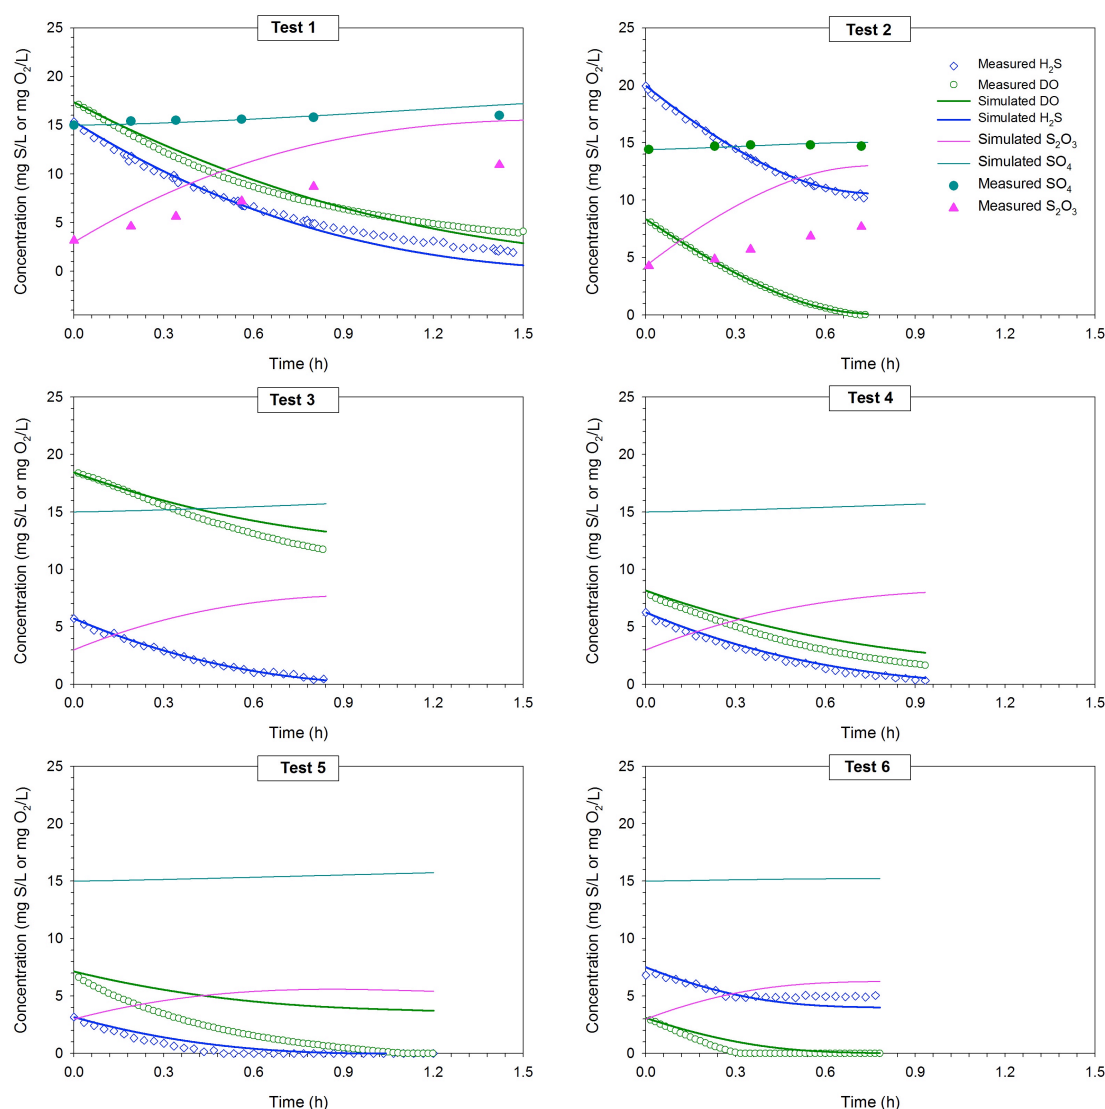 Test 1
Concentration (mg S/L or mg O₂/L)
25
20
15
10
5
0
0.0 0.3 0.6 0.9 1.2 1.5
Time (h)
Test 2
Concentration (mg S/L or mg O₂/L)
25
20
15
10
5
0
Measured H₂S
Measured DO
Simulated DO
Simulated H₂S
Simulated S₂O₃
Simulated SO₄
Measured SO₄
Measured S₂O₃
0.0 0.3 0.6 0.9 1.2 1.5
Time (h)
Test 3
Concentration (mg S/L or mg O₂/L)
25
20
15
10
5
0
0.0 0.3 0.6 0.9 1.2 1.5
Time (h)
Test 4
Concentration (mg S/L or mg O₂/L)
25
20
15
10
5
0
0.0 0.3 0.6 0.9 1.2 1.5
Time (h)
Test 5
Concentration (mg S/L or mg O₂/L)
25
20
15
10
5
0
0.0 0.3 0.6 0.9 1.2 1.5
Time (h)
Test 6
Concentration (mg S/L or mg O₂/L)
25
20
15
10
5
0
0.0 0.3 0.6 0.9 1.2 1.5
Time (h)